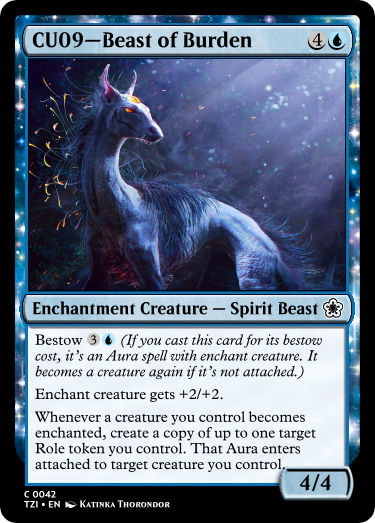 CU09—Beast of Burden 4
Enchantment Creature — Spirit Beast
Bestow 3 (If you cast this card for its bestow
cost, it's an Aura spell with enchant creature. It
becomes a creature again if it's not attached.)
Enchant creature gets +2/+2.
Whenever a creature you control becomes
enchanted, create a copy of up to one target
Role token you control. That Aura enters
attached to target creature you control.
4/4
C 0042
TZI • EN Katinka Thorondor